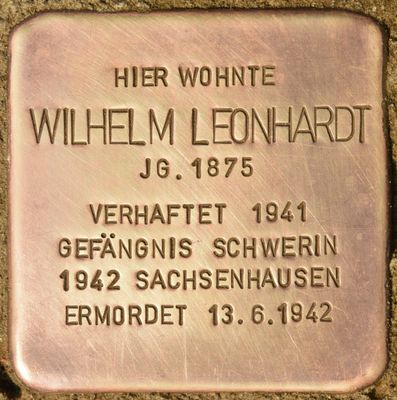 HIER WOHNTE
WILHELM LEONHARDT
JG. 1875
VERHAFTET 1941
GEFÄNGNIS SCHWERIN
1942 SACHSENHAUSEN
ERMORDET 13.6.1942